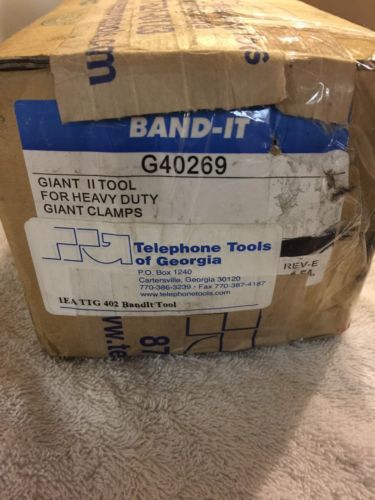 BAND-IT
G40269
GIANT II TOOL
FOR HEAVY DUTY
GIANT CLAMPS
Telephone Tools
of Georgia
P.O. Box 1240
Cartersville, Georgia 30120
770-386-3239 • Fax 770-387-4187
www.telephonetools.com
REV-E
1EA TTG 402 BandIt Tool